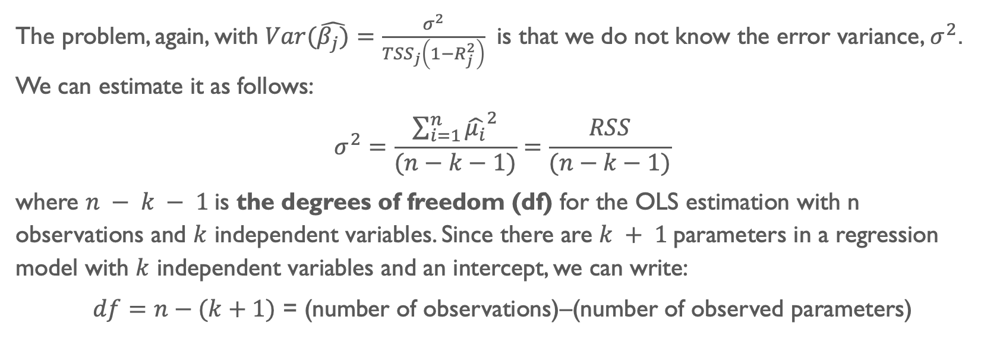 The problem, again, with $Var(\widehat{\beta_j}) = \frac{\sigma^2}{TSS_j(1-R_j^2)}$ is that we do not know the error variance, $\sigma^2$.
We can estimate it as follows:
$\sigma^2 = \frac{\sum_{i=1}^{n} \widehat{\mu_i}^2}{(n-k-1)} = \frac{RSS}{(n-k-1)}$
where $n - k - 1$ is the degrees of freedom (df) for the OLS estimation with n
observations and $k$ independent variables. Since there are $k + 1$ parameters in a regression
model with $k$ independent variables and an intercept, we can write:
$df = n - (k + 1)$ = (number of observations)–(number of observed parameters)